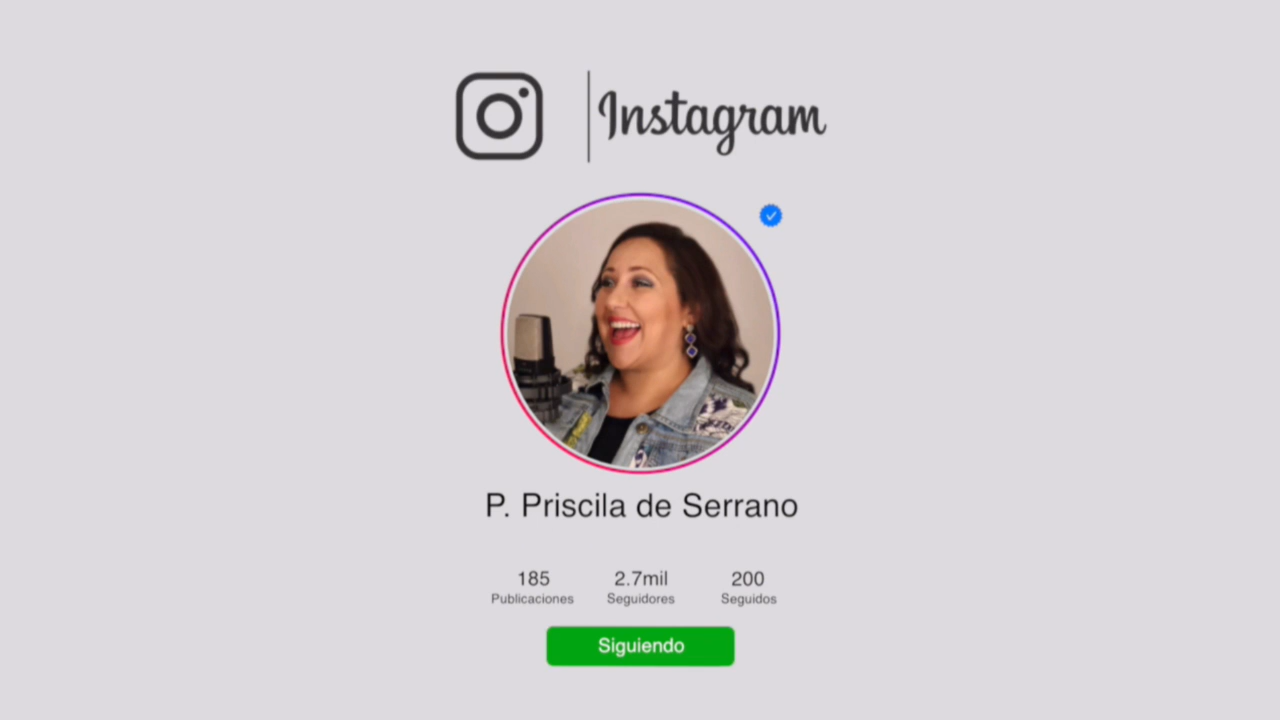 Instagram
P. Priscila de Serrano
185 2.7mil 200
Publicaciones Seguidores Seguidos
Siguiendo